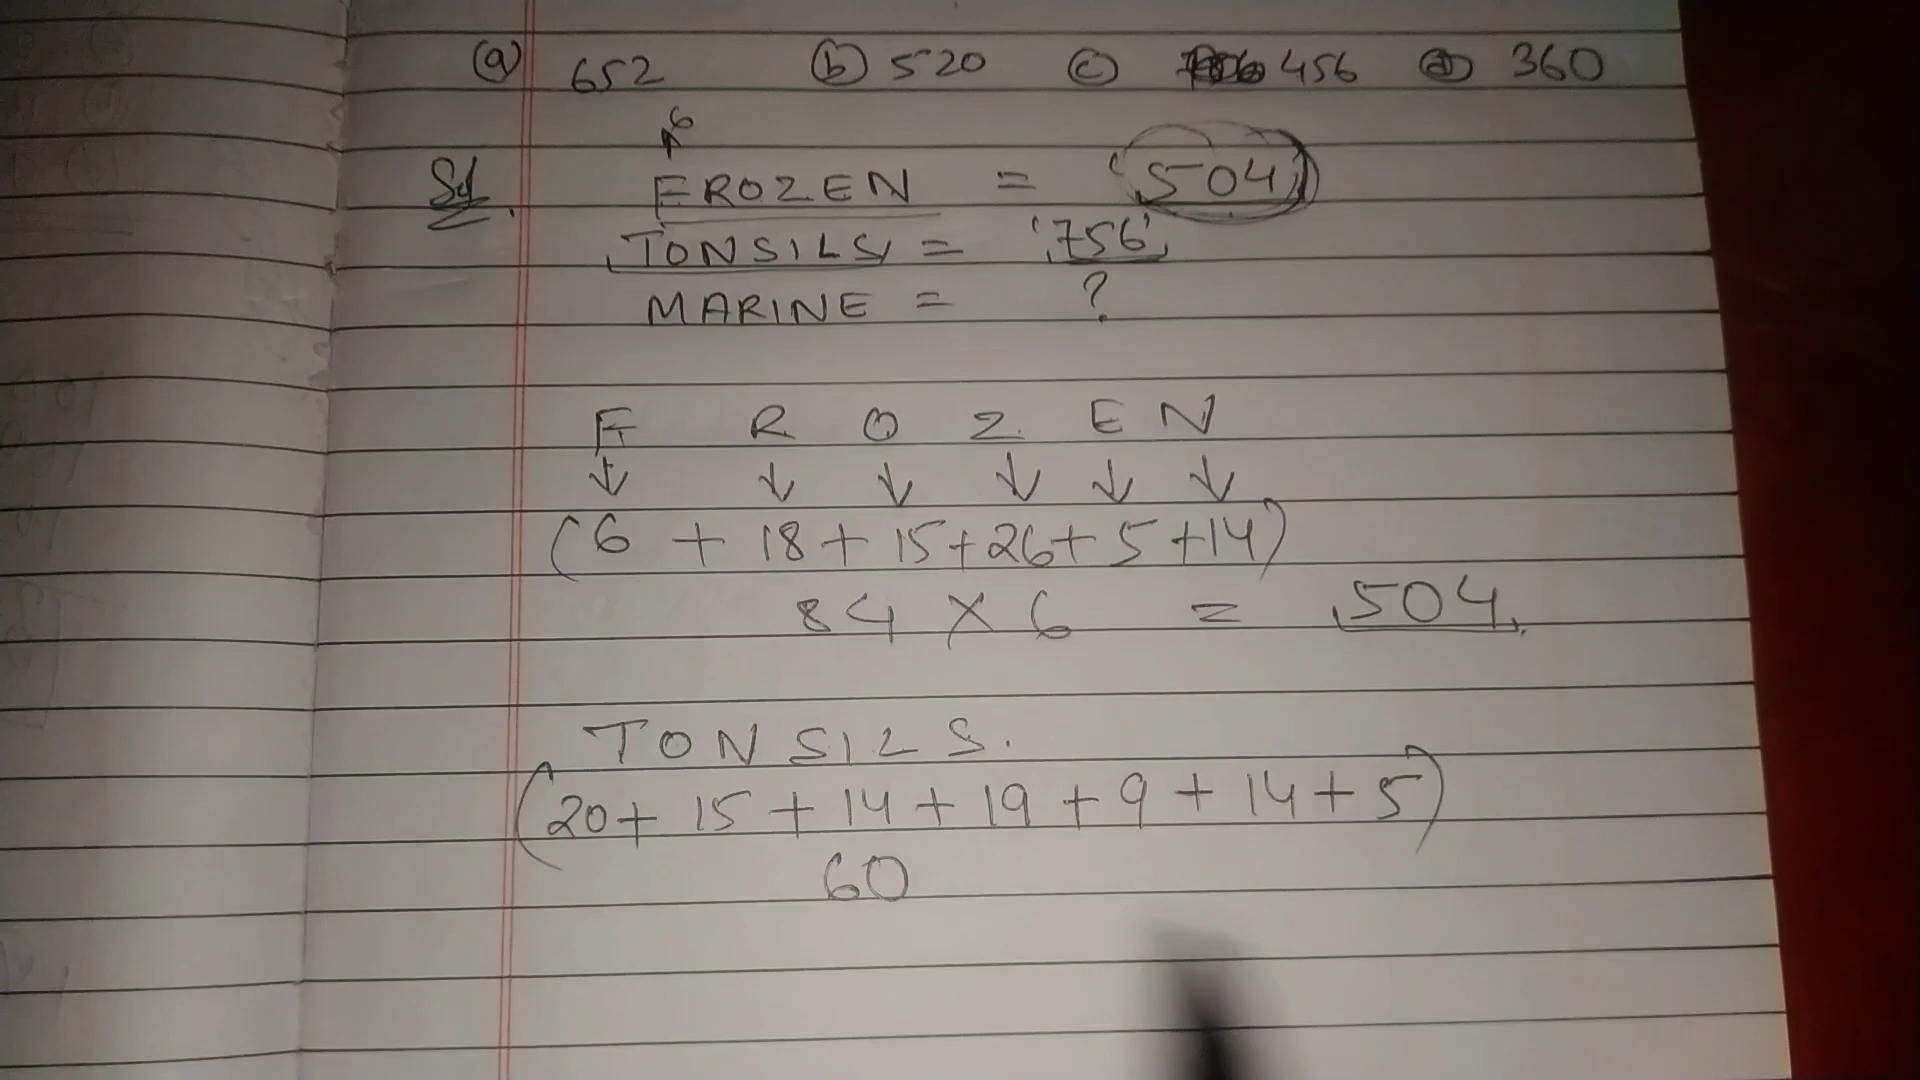 (a) 652 (b) 520 (c) 456 (d) 360
6
Sol. FROZEN = '504'
TONSILS = '756'
MARINE = ?
F R O Z E N
↓ ↓ ↓ ↓ ↓ ↓
(6 + 18 + 15 + 26 + 5 + 14)
84 × 6 = 504
TONSILS.
(20 + 15 + 14 + 19 + 9 + 14 + 5)
60